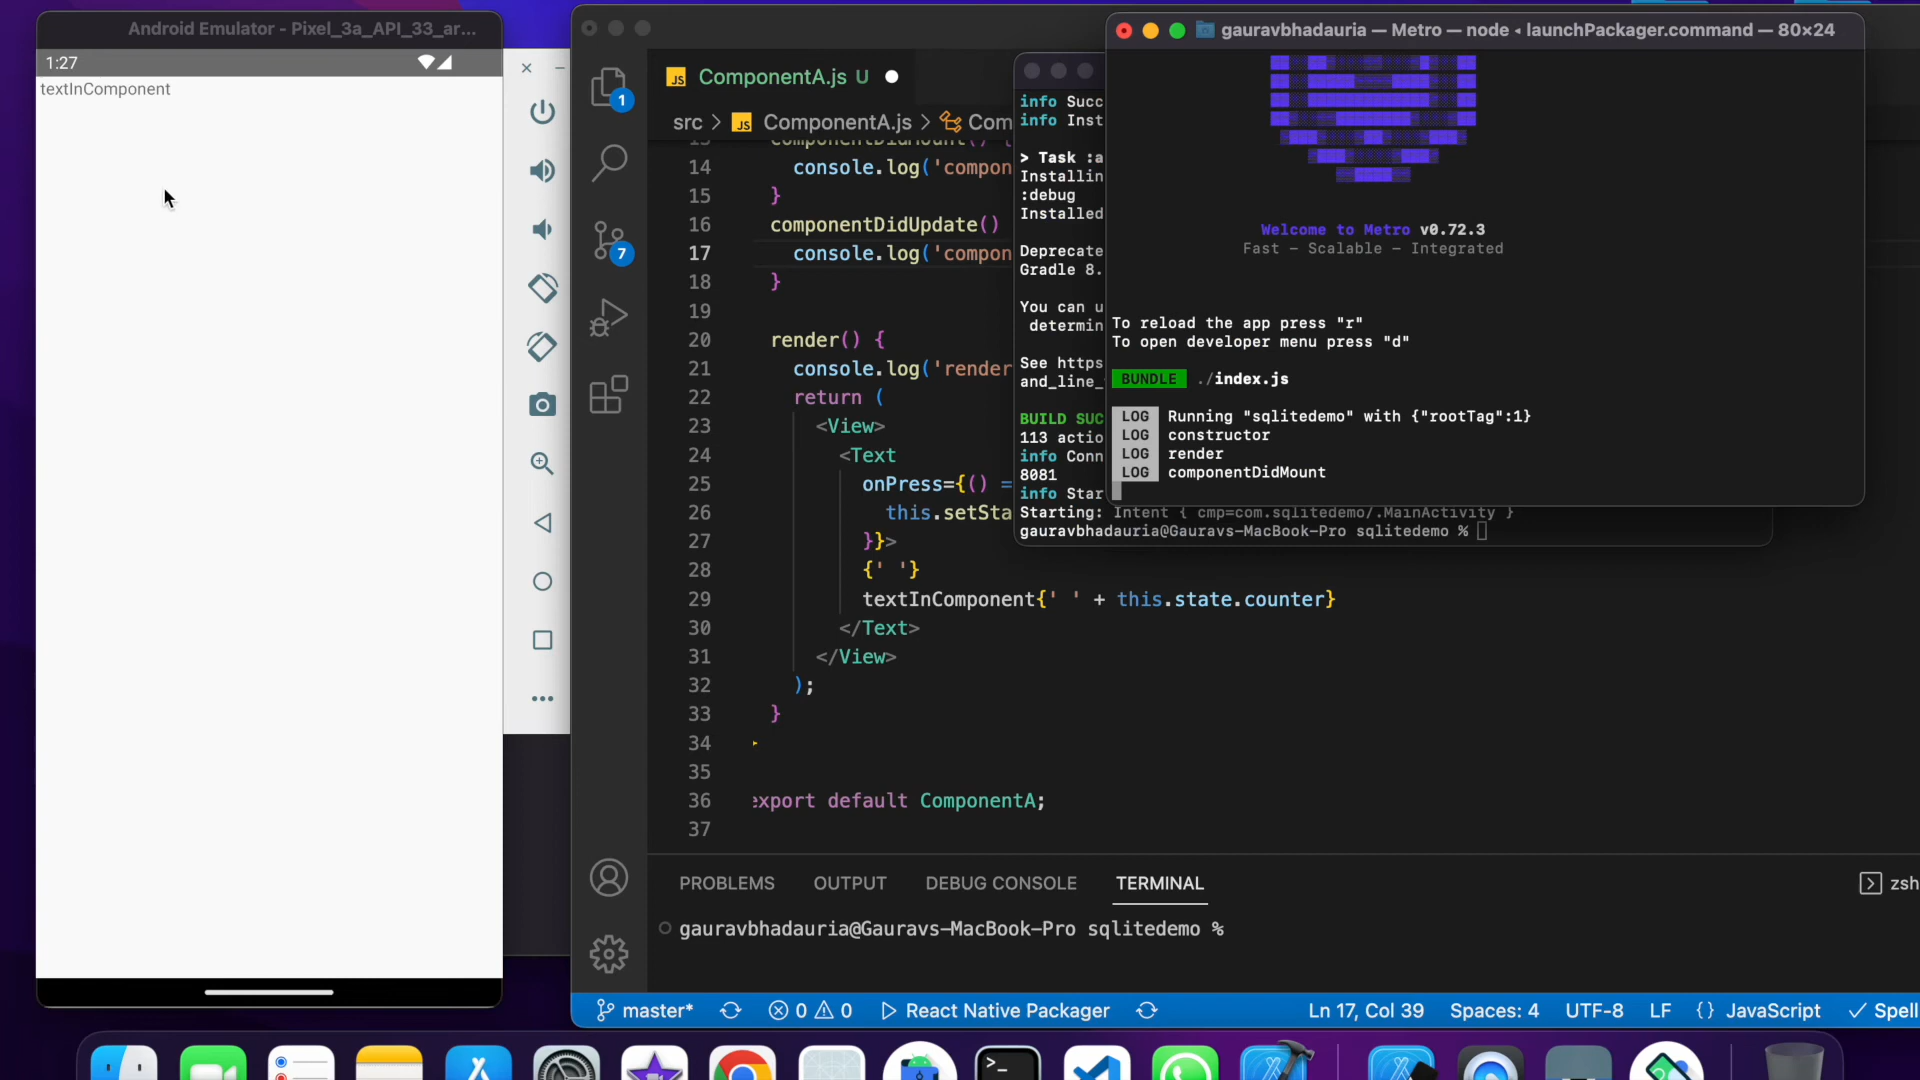 Android Emulator - Pixel_3a_API_33_ar...
1:27
textInComponent
1
7
ComponentA.js U
src > ComponentA.js > Com
14 console.log('compon
15 }
16 componentDidUpdate()
17 console.log('compon
18 }
19
20 render() {
21 console.log('render
22 return (
23 <View>
24 <Text
25 onPress={() =
26 this.setSta
27 }}>
28 {' '}
29 textInComponent{' ' + this.state.counter}
30 </Text>
31 </View>
32 );
33 }
34
35
36 export default ComponentA;
37
info Succ
info Inst
> Task :a
Installin
:debug
Installed
Deprecate
Gradle 8.
You can u
determin
See https
and_line_
BUILD SUC
113 actio
info Conn
8081
info Star
Starting: Intent { cmp=com.sqlitedemo/.MainActivity }
gauravbhadauria@Gauravs-MacBook-Pro sqlitedemo %
gauravbhadauria — Metro — node ◂ launchPackager.command — 80×24
Welcome to Metro v0.72.3
Fast - Scalable - Integrated
To reload the app press "r"
To open developer menu press "d"
BUNDLE ./index.js
LOG Running "sqlitedemo" with {"rootTag":1}
LOG constructor
LOG render
LOG componentDidMount
PROBLEMS OUTPUT DEBUG CONSOLE TERMINAL zsh
gauravbhadauria@Gauravs-MacBook-Pro sqlitedemo %
master* 0 0 React Native Packager Ln 17, Col 39 Spaces: 4 UTF-8 LF {} JavaScript Spell